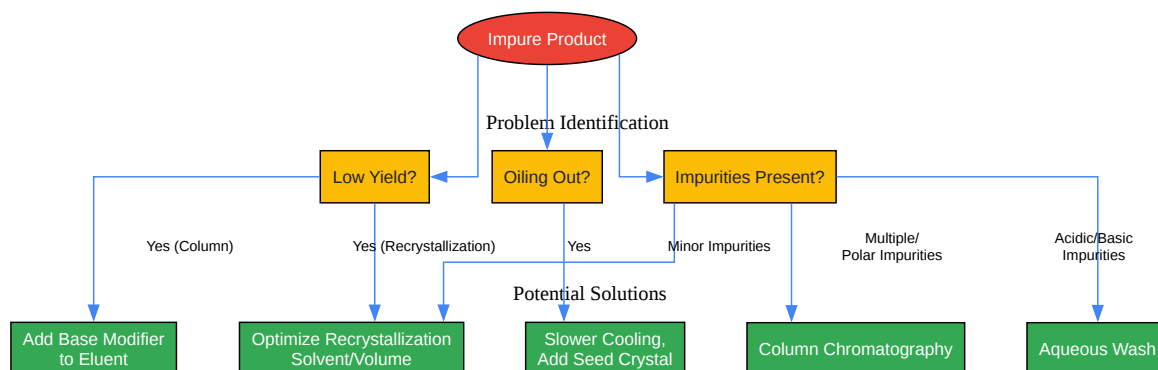 Impure Product
Problem Identification
Low Yield?
Oiling Out?
Impurities Present?
Yes (Column)
Yes (Recrystallization)
Yes
Minor Impurities
Multiple/
Polar Impurities
Acidic/Basic
Impurities
Potential Solutions
Add Base Modifier
to Eluent
Optimize Recrystallization
Solvent/Volume
Slower Cooling,
Add Seed Crystal
Column Chromatography
Aqueous Wash